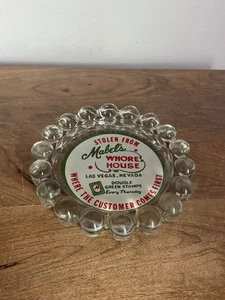 STOLEN FROM
Mabel's
WHORE
HOUSE
LAS VEGAS, NEVADA
DOUBLE
GREEN STAMPS
Every Thursday
WHERE THE CUSTOMER COMES FIRST